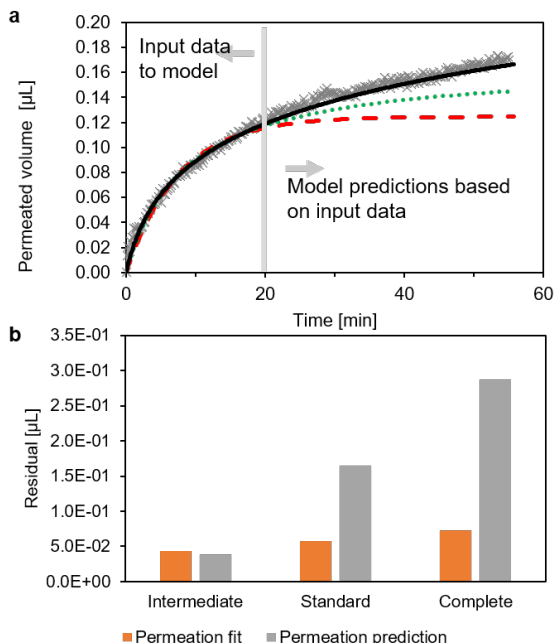 a
0.20
0.18
0.16
0.14
0.12
0.10
0.08
0.06
0.04
0.02
0.00
Permeated volume [µL]
Input data
to model
Model predictions based
on input data
0
20
40
60
Time [min]
b
3.5E-01
3.0E-01
2.5E-01
1.5E-01
1.0E-01
5.0E-02
0.0E+00
Residual [µL]
Intermediate
Standard
Complete
Permeation fit
Permeation prediction